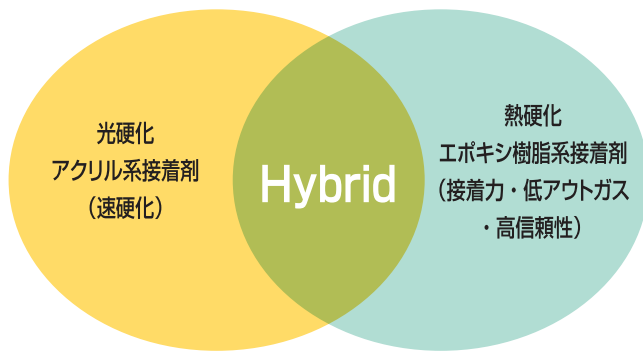 光硬化
アクリル系接着剤
（速硬化）
Hybrid
熱硬化
エポキシ樹脂系接着剤
（接着力・低アウトガス
・高信頼性）